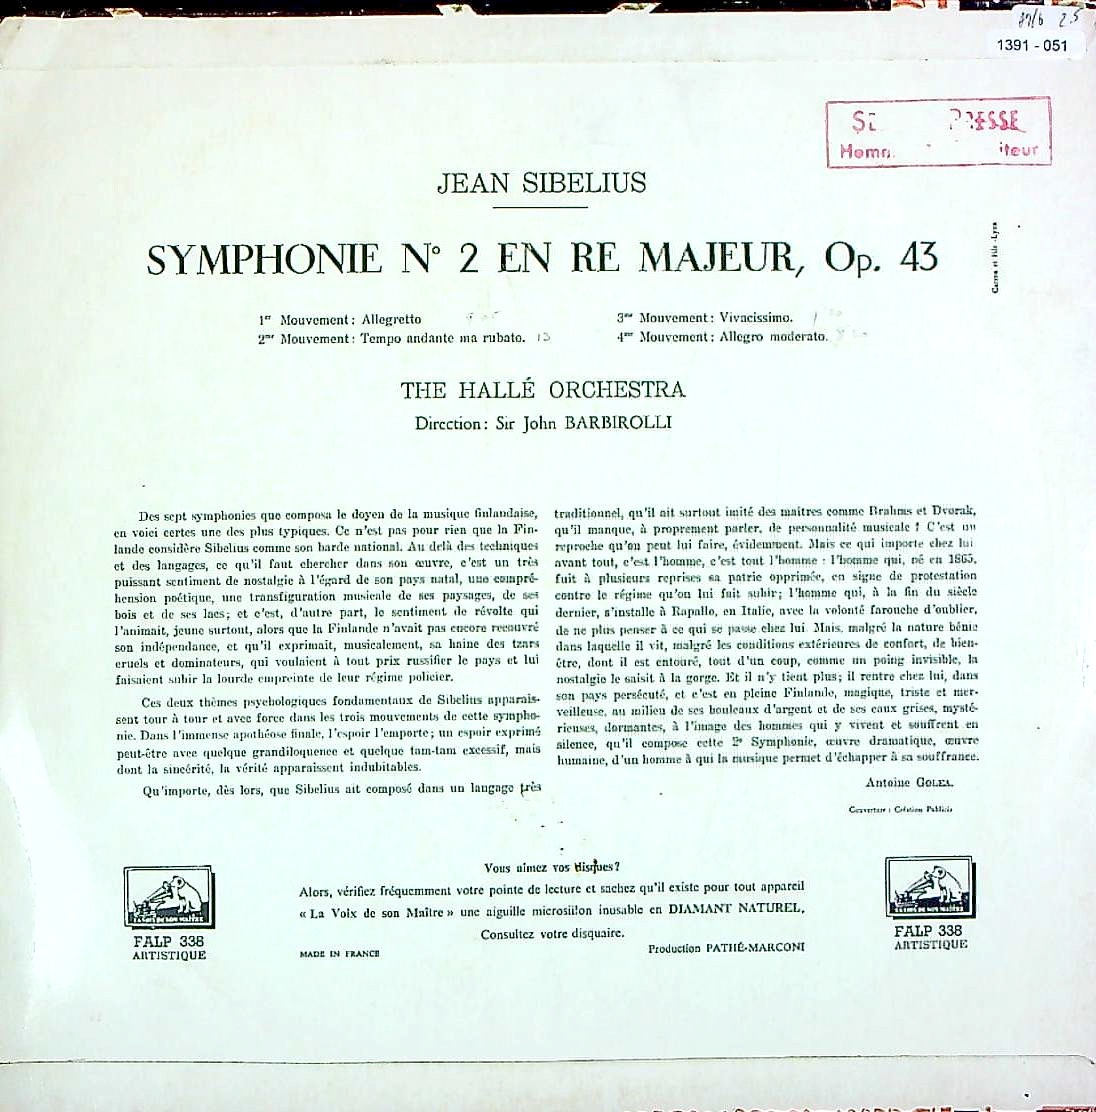 1391 - 051
PRESSE
JEAN SIBELIUS
SYMPHONIE N° 2 EN RE MAJEUR, Op. 43
1er Mouvement : Allegretto
2me Mouvement : Tempo andante ma rubato.
3me Mouvement : Vivacissimo.
4me Mouvement : Allegro moderato.
Garron et Fils - Lyon
THE HALLÉ ORCHESTRA
Direction : Sir John BARBIROLLI
Des sept symphonies que composa le doyen de la musique finlandaise,
en voici certes une des plus typiques. Ce n'est pas pour rien que la Fin-
lande considère Sibelius comme son barde national. Au delà des techniques
et des langages, ce qu'il faut chercher dans son œuvre, c'est un très
puissant sentiment de nostalgie à l'égard de son pays natal, une compré-
hension poétique, une transfiguration musicale de ses paysages, de ses
bois et de ses lacs; et c'est, d'autre part, le sentiment de révolte qui
l'animait, jeune surtout, alors que la Finlande n'avait pas encore recouvré
son indépendance, et qu'il exprimait, musicalement, sa haine des tzars
cruels et dominateurs, qui voulaient à tout prix russifier le pays et lui
faisaient subir la lourde empreinte de leur régime policier.
Ces deux thèmes psychologiques fondamentaux de Sibelius apparais-
sent tour à tour et avec force dans les trois mouvements de cette sympho-
nie. Dans l'immense apothéose finale, l'espoir l'emporte; un espoir exprimé
peut-être avec quelque grandiloquence et quelque tam-tam excessif, mais
dont la sincérité, la vérité apparaissent indubitables.
Qu'importe, dès lors, que Sibelius ait composé dans un langage très
traditionnel, qu'il ait surtout imité des maîtres comme Brahms et Dvorak,
qu'il manque, à proprement parler, de personnalité musicale ! C'est un
reproche qu'on peut lui faire, évidemment. Mais ce qui importe chez lui
avant tout, c'est l'homme, c'est tout l'homme : l'homme qui, né en 1865,
fuit à plusieurs reprises sa patrie opprimée, en signe de protestation
contre le régime qu'on lui fait subir; l'homme qui, à la fin du siècle
dernier, s'installe à Rapallo, en Italie, avec la volonté farouche d'oublier,
de ne plus penser à ce qui se passe chez lui. Mais, malgré la nature bénie
dans laquelle il vit, malgré les conditions extérieures de confort, de bien-
être, dont il est entouré, tout d'un coup, comme un poing invisible, la
nostalgie le saisit à la gorge. Et il n'y tient plus; il rentre chez lui, dans
son pays persécuté, et c'est en pleine Finlande, magique, triste et mer-
veilleuse, au milieu de ses bouleaux d'argent et de ses eaux grises, mysté-
rieuses, dormantes, à l'image des hommes qui y vivent et souffrent en
silence, qu'il compose cette 2e Symphonie, œuvre dramatique, œuvre
humaine, d'un homme à qui la musique permet d'échapper à sa souffrance.
Antoine GOLEA.
Couverture : Création Publicis
Vous aimez vos disques?
Alors, vérifiez fréquemment votre pointe de lecture et sachez qu'il existe pour tout appareil
« La Voix de son Maître » une aiguille microsillon inusable en DIAMANT NATUREL.
Consultez votre disquaire.
MADE IN FRANCE
Production PATHÉ-MARCONI
LA VOIX DE SON MAÎTRE
FALP 338
ARTISTIQUE
LA VOIX DE SON MAÎTRE
FALP 338
ARTISTIQUE